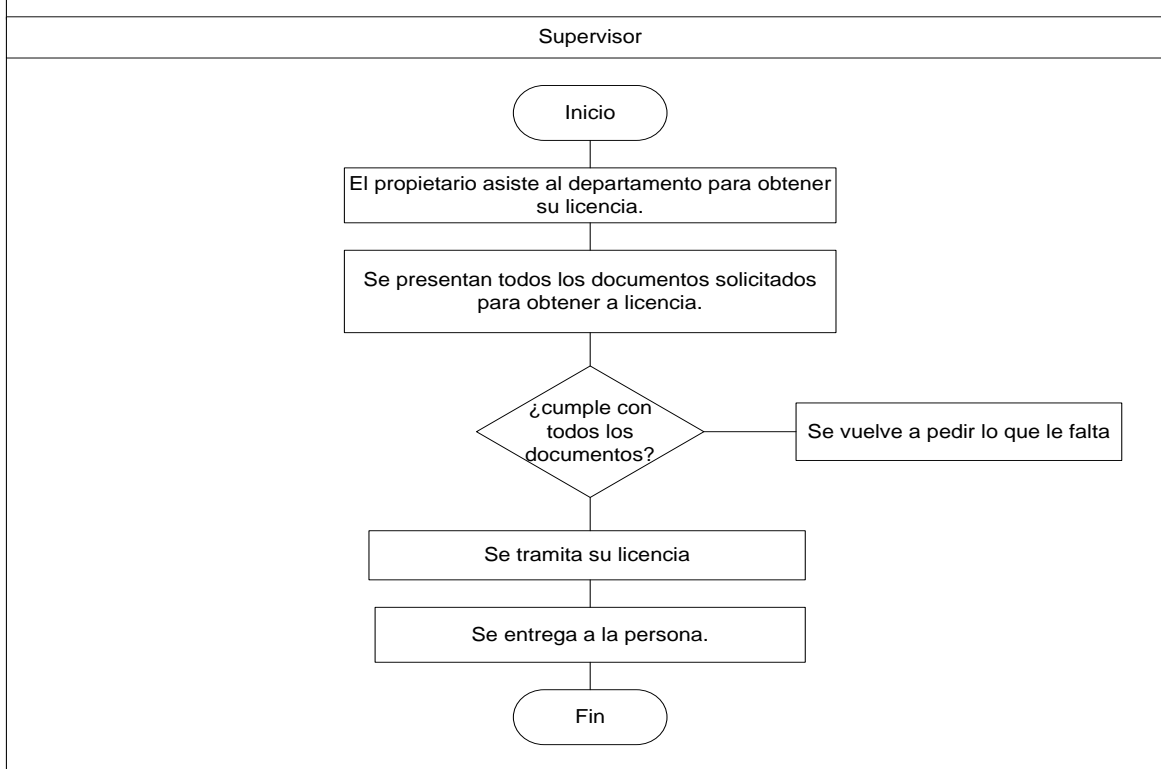 Supervisor
Inicio
El propietario asiste al departamento para obtener
su licencia.
Se presentan todos los documentos solicitados
para obtener a licencia.
¿cumple con
todos los
documentos?
Se vuelve a pedir lo que le falta
Se tramita su licencia
Se entrega a la persona.
Fin